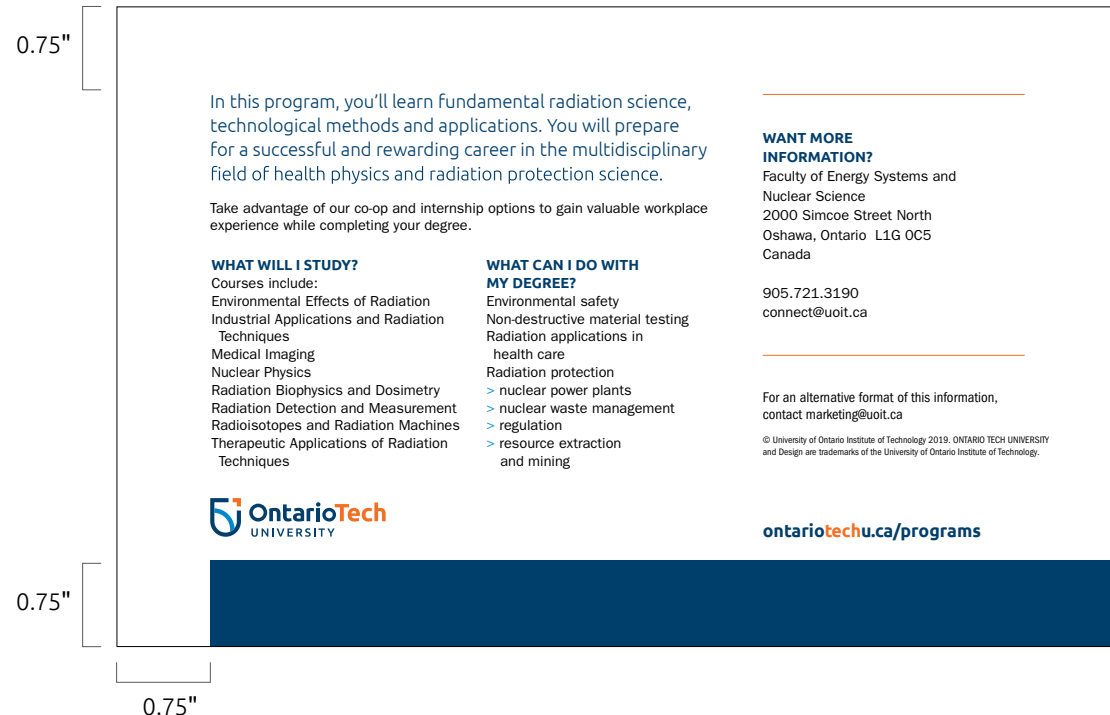 0.75"
In this program, you'll learn fundamental radiation science,
technological methods and applications. You will prepare
for a successful and rewarding career in the multidisciplinary
field of health physics and radiation protection science.
Take advantage of our co-op and internship options to gain valuable workplace
experience while completing your degree.
WHAT WILL I STUDY?
Courses include:
Environmental Effects of Radiation
Industrial Applications and Radiation
Techniques
Medical Imaging
Nuclear Physics
Radiation Biophysics and Dosimetry
Radiation Detection and Measurement
Radioisotopes and Radiation Machines
Therapeutic Applications of Radiation
Techniques
WHAT CAN I DO WITH
MY DEGREE?
Environmental safety
Non-destructive material testing
Radiation applications in
health care
Radiation protection
> nuclear power plants
> nuclear waste management
> regulation
> resource extraction
and mining
WANT MORE
INFORMATION?
Faculty of Energy Systems and
Nuclear Science
2000 Simcoe Street North
Oshawa, Ontario  L1G 0C5
Canada
905.721.3190
connect@uoit.ca
For an alternative format of this information,
contact marketing@uoit.ca
© University of Ontario Institute of Technology 2019. ONTARIO TECH UNIVERSITY
and Design are trademarks of the University of Ontario Institute of Technology.
OntarioTech
UNIVERSITY
ontariotechu.ca/programs
0.75"
0.75"